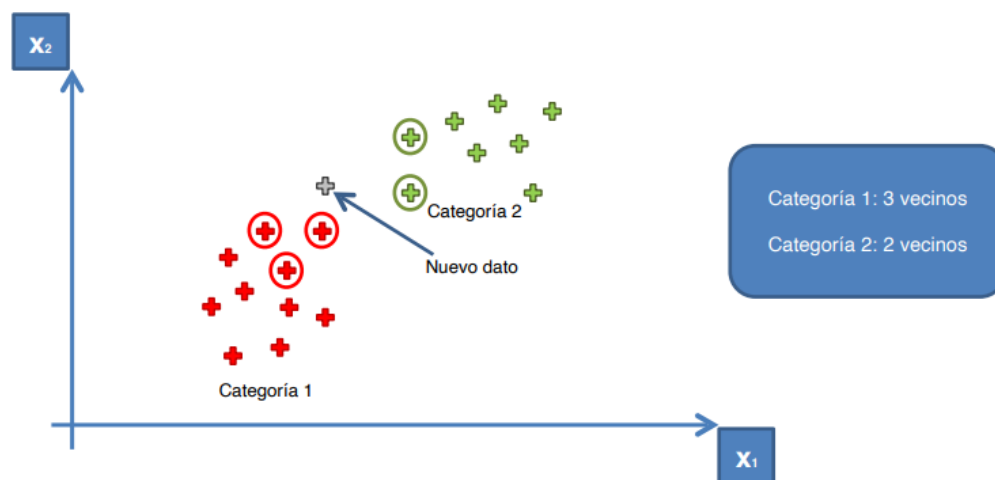 X₂
Categoría 2
Nuevo dato
Categoría 1
Categoría 1: 3 vecinos
Categoría 2: 2 vecinos
X₁